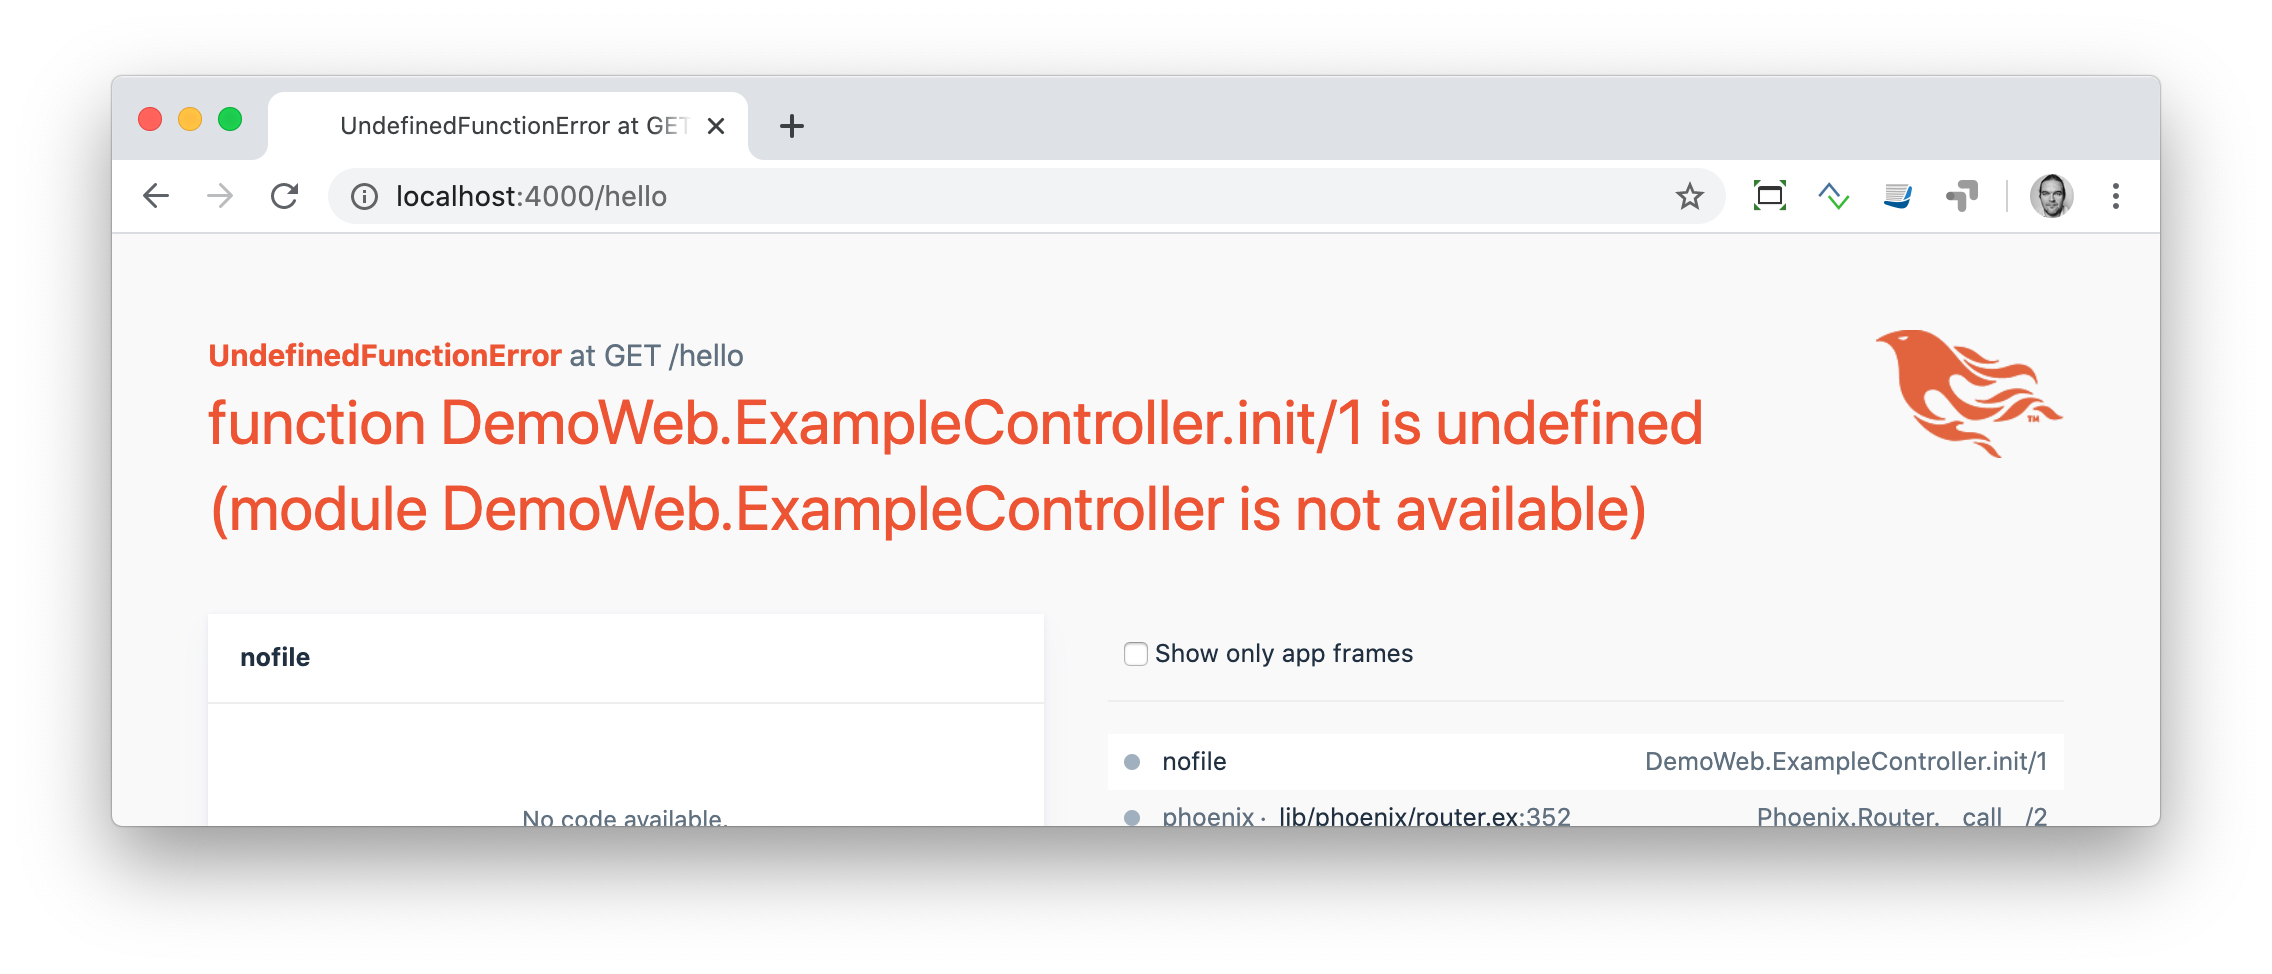 UndefinedFunctionError at GET
localhost:4000/hello
UndefinedFunctionError at GET /hello
function DemoWeb.ExampleController.init/1 is undefined
(module DemoWeb.ExampleController is not available)
TM
nofile
No code available.
Show only app frames
nofile DemoWeb.ExampleController.init/1
phoenix · lib/phoenix/router.ex:352 Phoenix.Router.__call__/2